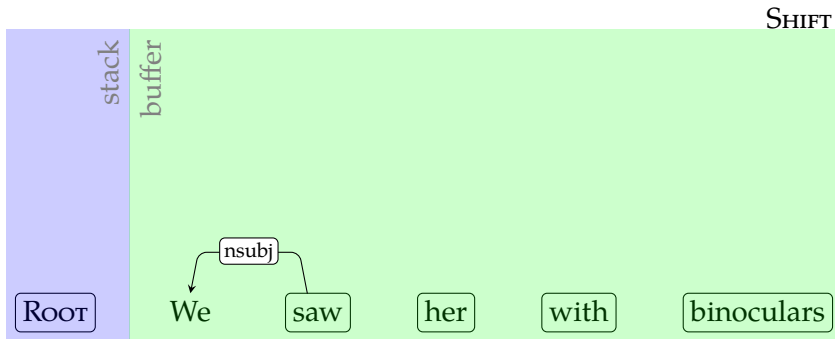 SHIFT
stack
buffer
nsubj
ROOT We saw her with binoculars